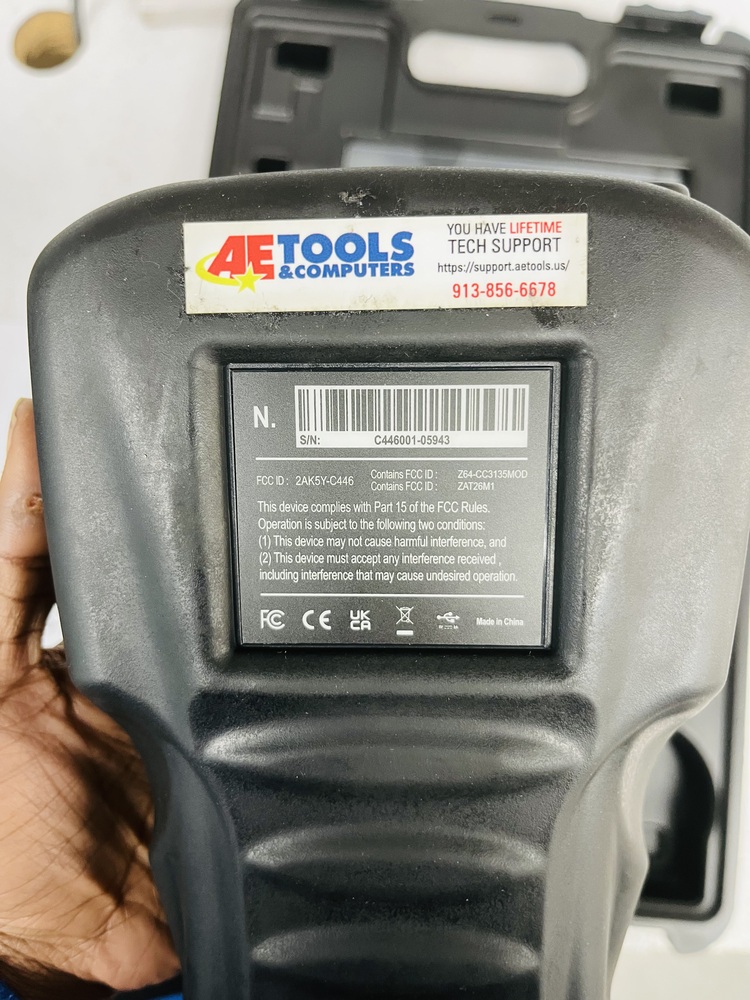 AE TOOLS
& COMPUTERS
YOU HAVE LIFETIME
TECH SUPPORT
https://support.aetools.us/
913-856-6678
N.
S/N: C446001-05943
FCC ID : 2AK5Y-C446
Contains FCC ID : Z64-CC3135MOD
Contains FCC ID : ZAT26M1
This device complies with Part 15 of the FCC Rules.
Operation is subject to the following two conditions:
(1) This device may not cause harmful interference, and
(2) This device must accept any interference received ,
including interference that may cause undesired operation.
FC CE UK
CA
Made in China